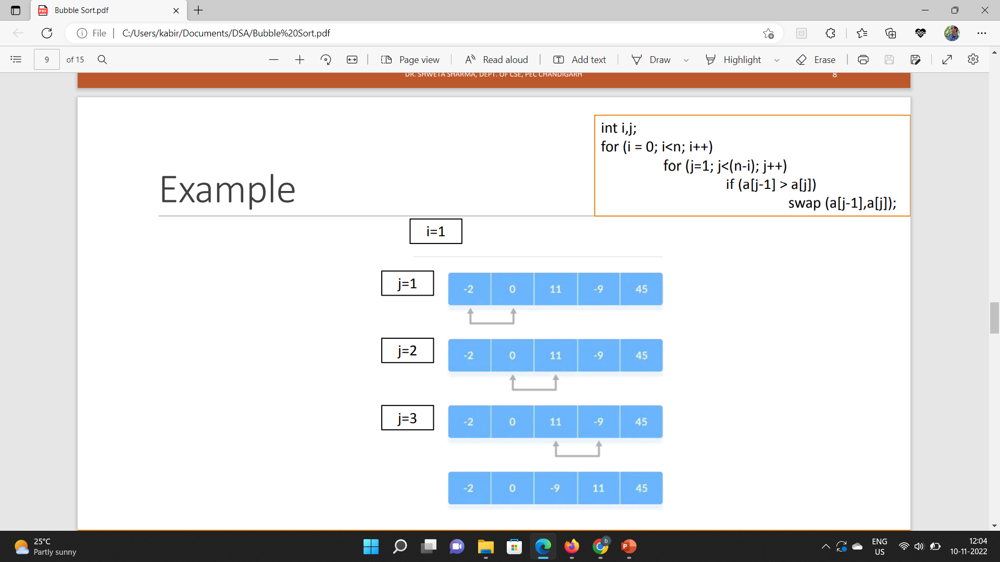 Bubble Sort.pdf
File
C:/Users/kabir/Documents/DSA/Bubble%20Sort.pdf
9 of 15
Page view
Read aloud
Add text
Draw
Highlight
Erase
DR. SHWETA SHARMA, DEPT. OF CSE, PEC CHANDIGARH 8
int i,j;
for (i = 0; i<n; i++)
for (j=1; j<(n-i); j++)
if (a[j-1] > a[j])
swap (a[j-1],a[j]);
Example
i=1
j=1 -2 0 11 -9 45
j=2 -2 0 11 -9 45
j=3 -2 0 11 -9 45
-2 0 -9 11 45
25°C
Partly sunny
ENG
US
12:04
10-11-2022